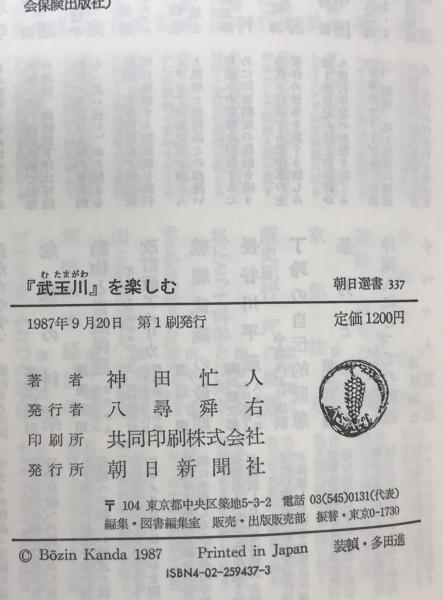 会保険出版社)
む たまがわ
『武玉川』を楽しむ 朝日選書 337
1987年9月20日 第1刷発行 定価1200円
著者 神田忙人
発行者 八尋舜右
印刷所 共同印刷株式会社
発行所 朝日新聞社
〒104 東京都中央区築地5-3-2 電話 03(545)0131(代表)
編集・図書編集室 販売・出版販売部 振替・東京0-1730
© Bōzin Kanda 1987 Printed in Japan 装幀・多田進
ISBN4-02-259437-3